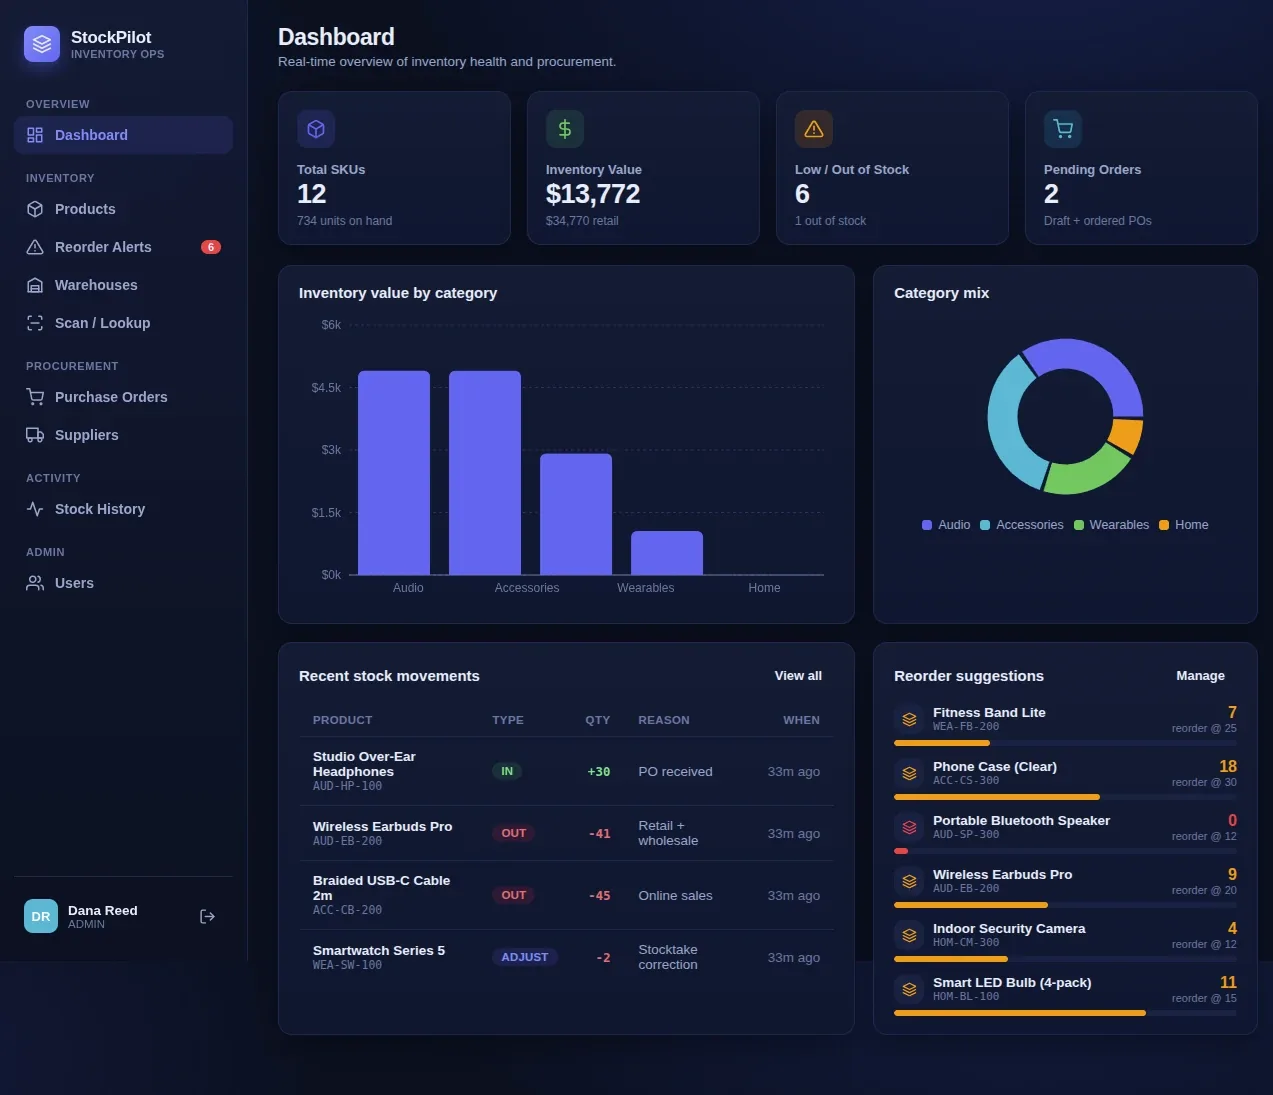 StockPilot
INVENTORY OPS
OVERVIEW
Dashboard
INVENTORY
Products
Reorder Alerts 6
Warehouses
Scan / Lookup
PROCUREMENT
Purchase Orders
Suppliers
ACTIVITY
Stock History
ADMIN
Users
DR Dana Reed
ADMIN
Dashboard
Real-time overview of inventory health and procurement.
Total SKUs
12
734 units on hand
Inventory Value
$13,772
$34,770 retail
Low / Out of Stock
6
1 out of stock
Pending Orders
2
Draft + ordered POs
Inventory value by category
$6k
$4.5k
$3k
$1.5k
$0k
Audio Accessories Wearables Home
Category mix
Audio Accessories Wearables Home
Recent stock movements View all
PRODUCT TYPE QTY REASON WHEN
Studio Over-Ear
Headphones
AUD-HP-100
IN +30 PO received 33m ago
Wireless Earbuds Pro
AUD-EB-200
OUT -41 Retail +
wholesale
33m ago
Braided USB-C Cable
2m
ACC-CB-200
OUT -45 Online sales 33m ago
Smartwatch Series 5
WEA-SW-100
ADJUST -2 Stocktake
correction
33m ago
Reorder suggestions Manage
Fitness Band Lite 7
WEA-FB-200 reorder @ 25
Phone Case (Clear) 18
ACC-CS-300 reorder @ 30
Portable Bluetooth Speaker 0
AUD-SP-300 reorder @ 12
Wireless Earbuds Pro 9
AUD-EB-200 reorder @ 20
Indoor Security Camera 4
HOM-CM-300 reorder @ 12
Smart LED Bulb (4-pack) 11
HOM-BL-100 reorder @ 15